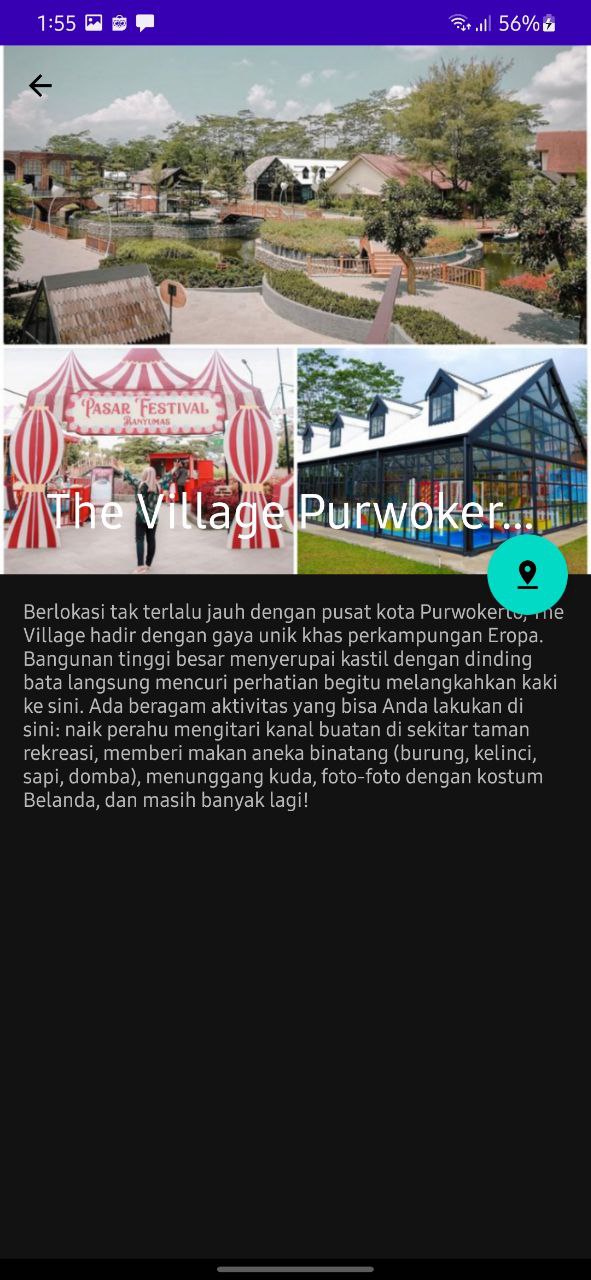 1:55
56%
PASAR FESTIVAL
BANYUMAS
The Village Purwoker...
Berlokasi tak terlalu jauh dengan pusat kota Purwokerto, The
Village hadir dengan gaya unik khas perkampungan Eropa.
Bangunan tinggi besar menyerupai kastil dengan dinding
bata langsung mencuri perhatian begitu melangkahkan kaki
ke sini. Ada beragam aktivitas yang bisa Anda lakukan di
sini: naik perahu mengitari kanal buatan di sekitar taman
rekreasi, memberi makan aneka binatang (burung, kelinci,
sapi, domba), menunggang kuda, foto-foto dengan kostum
Belanda, dan masih banyak lagi!